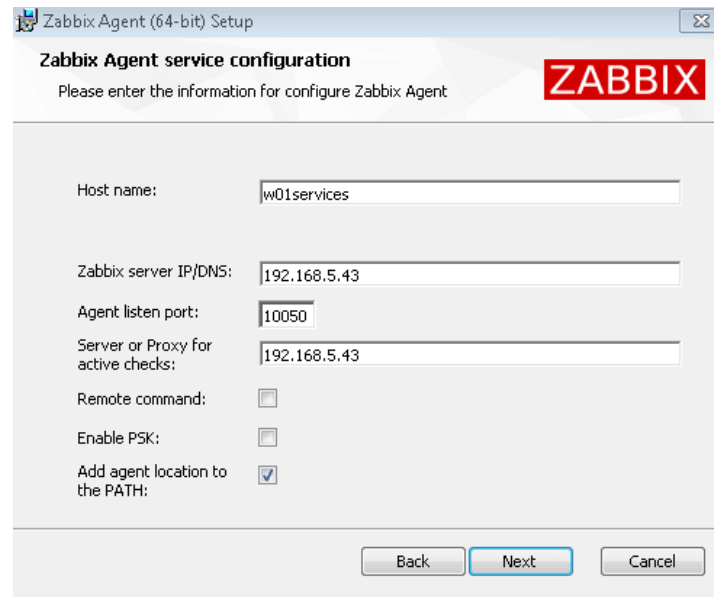 Zabbix Agent (64-bit) Setup
Zabbix Agent service configuration
Please enter the information for configure Zabbix Agent
ZABBIX
Host name:
w01services
Zabbix server IP/DNS:
192.168.5.43
Agent listen port:
10050
Server or Proxy for
active checks:
192.168.5.43
Remote command:
Enable PSK:
Add agent location to
the PATH:
Back
Next
Cancel